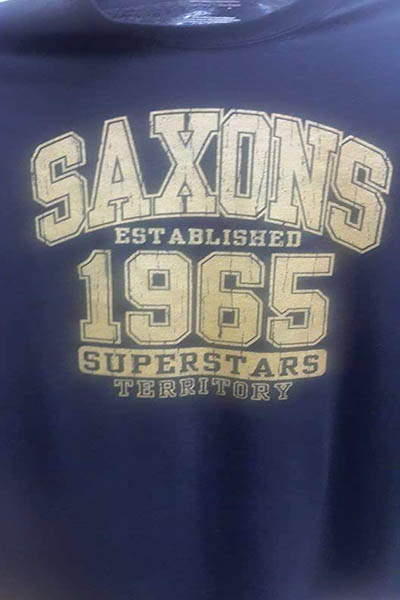 SAXONS
ESTABLISHED
1965
SUPERSTARS
TERRITORY